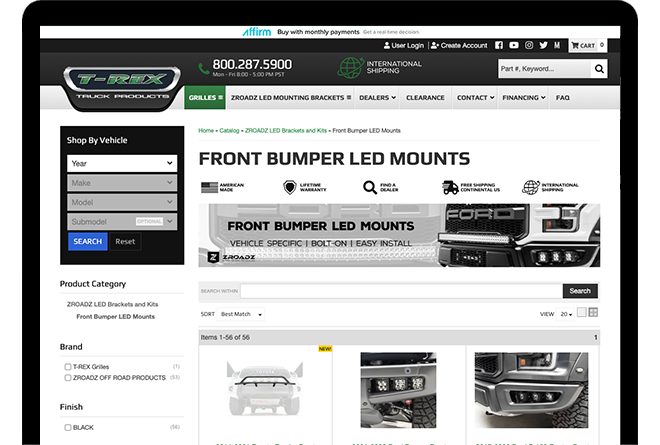 affirm Buy with monthly payments. Get a real time decision.
User Login | Create Account M CART 0
T-REX
TRUCK PRODUCTS
800.287.5900
Mon - Fri 8:00 - 5:00 PM PST
INTERNATIONAL
SHIPPING
Part #, Keyword...
GRILLES ZROADZ LED MOUNTING BRACKETS DEALERS CLEARANCE CONTACT FINANCING FAQ
Shop By Vehicle
Year
Make
Model
Submodel OPTIONAL
SEARCH Reset
Product Category
ZROADZ LED Brackets and Kits
Front Bumper LED Mounts
Brand
T-REX Grilles (1)
ZROADZ OFF ROAD PRODUCTS (53)
Finish
BLACK (56)
Home » Catalog » ZROADZ LED Brackets and Kits » Front Bumper LED Mounts
FRONT BUMPER LED MOUNTS
AMERICAN
MADE
LIFETIME
WARRANTY
FIND A
DEALER
FREE SHIPPING
CONTINENTAL US
INTERNATIONAL
SHIPPING
FORD
FORD
FRONT BUMPER LED MOUNTS
VEHICLE SPECIFIC | BOLT-ON | EASY INSTALL
Z ZROADZ
SEARCH WITHIN Search
SORT Best Match VIEW 20
Items 1-56 of 56 1
NEW!